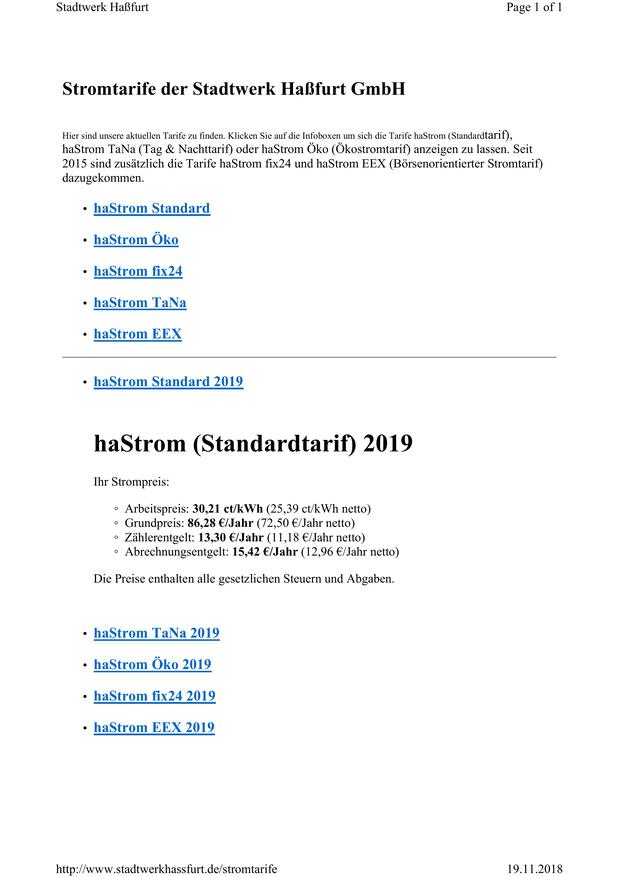 Stadtwerk Haßfurt
Page 1 of 1
Stromtarife der Stadtwerk Haßfurt GmbH
Hier sind unsere aktuellen Tarife zu finden. Klicken Sie auf die Infoboxen um sich die Tarife haStrom (Standardtarif),
haStrom TaNa (Tag & Nachttarif) oder haStrom Öko (Ökostromtarif) anzeigen zu lassen. Seit
2015 sind zusätzlich die Tarife haStrom fix24 und haStrom EEX (Börsenorientierter Stromtarif)
dazugekommen.
• haStrom Standard
• haStrom Öko
• haStrom fix24
• haStrom TaNa
• haStrom EEX
• haStrom Standard 2019
haStrom (Standardtarif) 2019
Ihr Strompreis:
◦ Arbeitspreis: 30,21 ct/kWh (25,39 ct/kWh netto)
◦ Grundpreis: 86,28 €/Jahr (72,50 €/Jahr netto)
◦ Zählerentgelt: 13,30 €/Jahr (11,18 €/Jahr netto)
◦ Abrechnungsentgelt: 15,42 €/Jahr (12,96 €/Jahr netto)
Die Preise enthalten alle gesetzlichen Steuern und Abgaben.
• haStrom TaNa 2019
• haStrom Öko 2019
• haStrom fix24 2019
• haStrom EEX 2019
http://www.stadtwerkhassfurt.de/stromtarife
19.11.2018